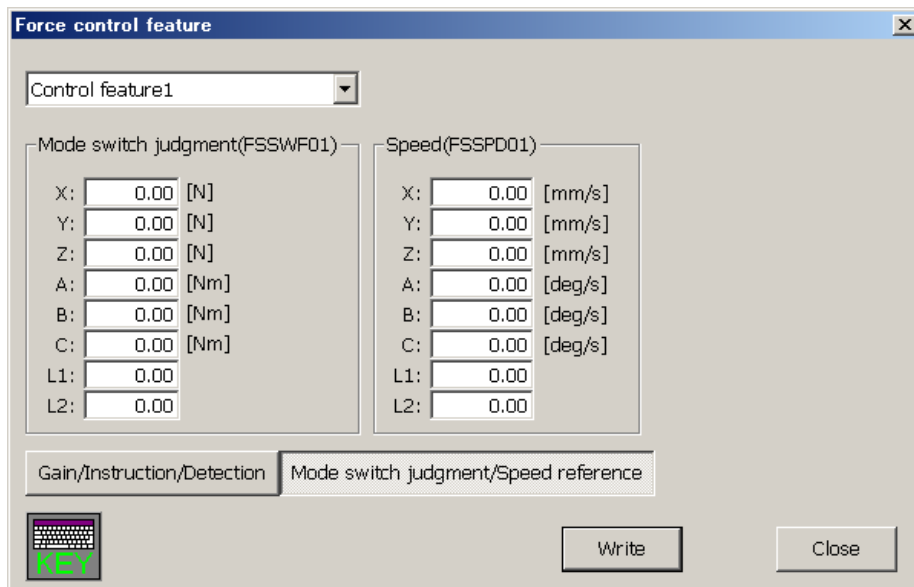 Force control feature
Control feature1
Mode switch judgment(FSSWF01) Speed(FSSPD01)
X: 0.00 [N] X: 0.00 [mm/s]
Y: 0.00 [N] Y: 0.00 [mm/s]
Z: 0.00 [N] Z: 0.00 [mm/s]
A: 0.00 [Nm] A: 0.00 [deg/s]
B: 0.00 [Nm] B: 0.00 [deg/s]
C: 0.00 [Nm] C: 0.00 [deg/s]
L1: 0.00 L1: 0.00
L2: 0.00 L2: 0.00
Gain/Instruction/Detection Mode switch judgment/Speed reference
KEY Write Close